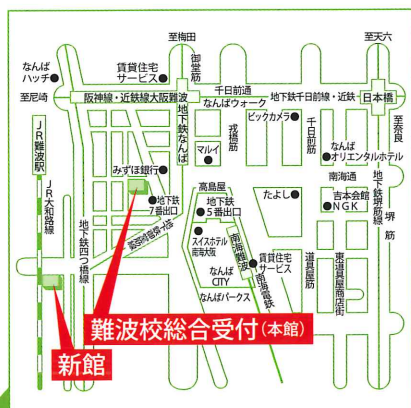 至梅田
至天六
なんば
ハッチ
賃貸住宅
サービス
御堂筋
至尼崎
阪神線・近鉄線大阪難波
千日前通
地下鉄千日前線・近鉄
なんばウォーク
日本橋
至奈良
ビックカメラ
JR難波駅
地下鉄なんば
戎橋筋
千日前筋
マルイ
なんば
オリエンタルホテル
みずほ銀行
南海通
JR大和路線
高島屋
たよし
吉本会館
NGK
地下鉄堺筋線
堺筋
地下鉄
7番出口
地下鉄
5番出口
地下鉄四つ橋線
スイスホテル
南海大阪
南海難波
賃貸住宅
サービス
なんば
CITY
南海電鉄
道具屋筋
東道具屋商店街
なんばパークス
難波校総合受付(本館)
新館